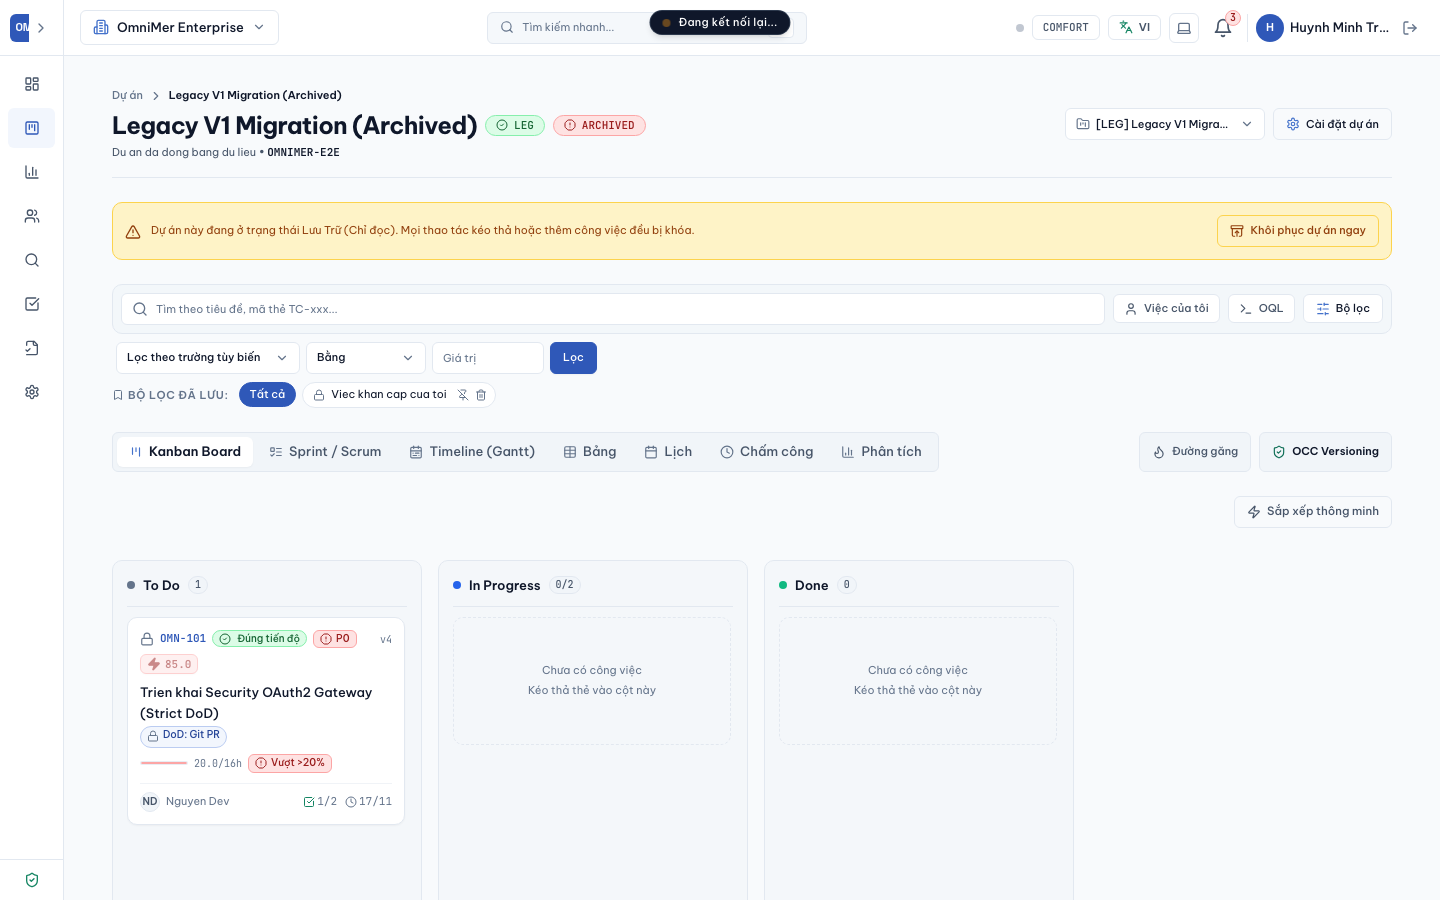 OmniMer Enterprise
Tìm kiếm nhanh...
Đang kết nối lại...
COMFORT
VI
3
H
Huynh Minh Tr...
Dự án
Legacy V1 Migration (Archived)
Legacy V1 Migration (Archived)
LEG
ARCHIVED
[LEG] Legacy V1 Migra...
Cài đặt dự án
Du an da dong bang du lieu • OMNIMER-E2E
Dự án này đang ở trạng thái Lưu Trữ (Chỉ đọc). Mọi thao tác kéo thả hoặc thêm công việc đều bị khóa.
Khôi phục dự án ngay
Tìm theo tiêu đề, mã thẻ TC-xxx...
Việc của tôi
OQL
Bộ lọc
Lọc theo trường tùy biến
Bằng
Giá trị
Lọc
BỘ LỌC ĐÃ LƯU:
Tất cả
Viec khan cap cua toi
Kanban Board
Sprint / Scrum
Timeline (Gantt)
Bảng
Lịch
Chấm công
Phân tích
Đường găng
OCC Versioning
Sắp xếp thông minh
To Do
1
In Progress
0/2
Done
0
OMN-101
Đúng tiến độ
P0
v4
85.0
Trien khai Security OAuth2 Gateway
(Strict DoD)
DoD: Git PR
20.0/16h
Vượt >20%
ND
Nguyen Dev
1/2
17/11
Chưa có công việc
Kéo thả thẻ vào cột này
Chưa có công việc
Kéo thả thẻ vào cột này